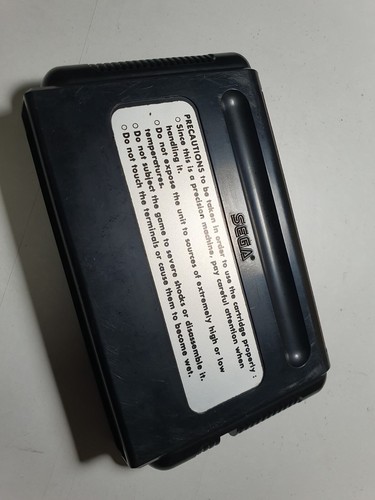 SEGA®
PRECAUTIONS to be taken in order to use the cartridge properly :
○ Since this is a precision machine, pay careful attention when
handling it.
○ Do not expose the unit to sources of extremely high or low
temperatures.
○ Do not subject the game to severe shocks or disassemble it.
○ Do not touch the terminals or cause them to become wet.